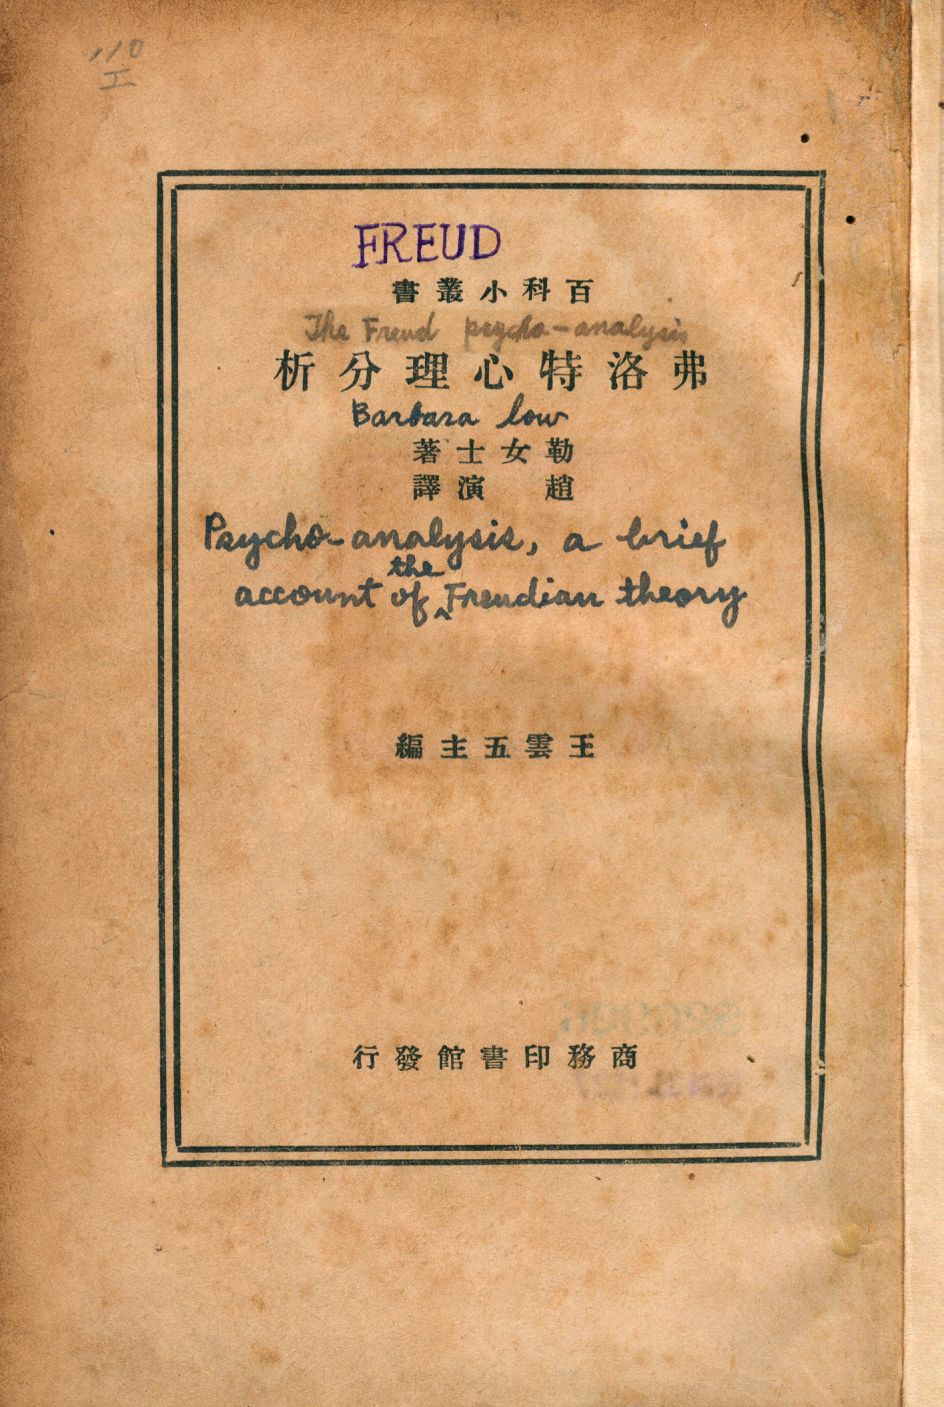 110
I
FREUD
百科小叢書
The Freud psycho-analysis
弗洛特心理分析
Barbara low
勒女士著
趙演譯
Psycho-analysis, a brief
account of the Freudian theory
王雲五主編
商務印書館發行